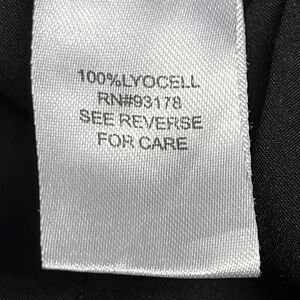 100%LYOCELL
RN#93178
SEE REVERSE
FOR CARE